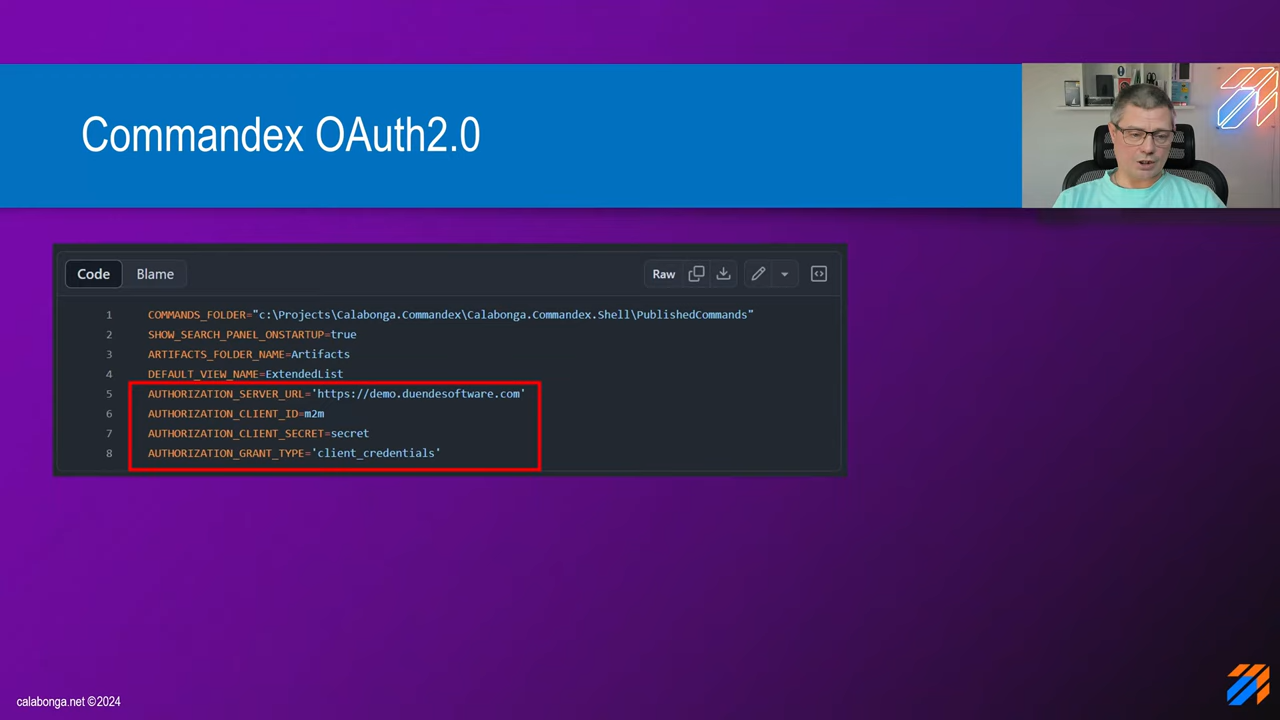 Commandex OAuth2.0
Code Blame Raw
1 COMMANDS_FOLDER="c:\Projects\Calabonga.Commandex\Calabonga.Commandex.Shell\PublishedCommands"
2 SHOW_SEARCH_PANEL_ONSTARTUP=true
3 ARTIFACTS_FOLDER_NAME=Artifacts
4 DEFAULT_VIEW_NAME=ExtendedList
5 AUTHORIZATION_SERVER_URL='https://demo.duendesoftware.com'
6 AUTHORIZATION_CLIENT_ID=m2m
7 AUTHORIZATION_CLIENT_SECRET=secret
8 AUTHORIZATION_GRANT_TYPE='client_credentials'
calabonga.net ©2024